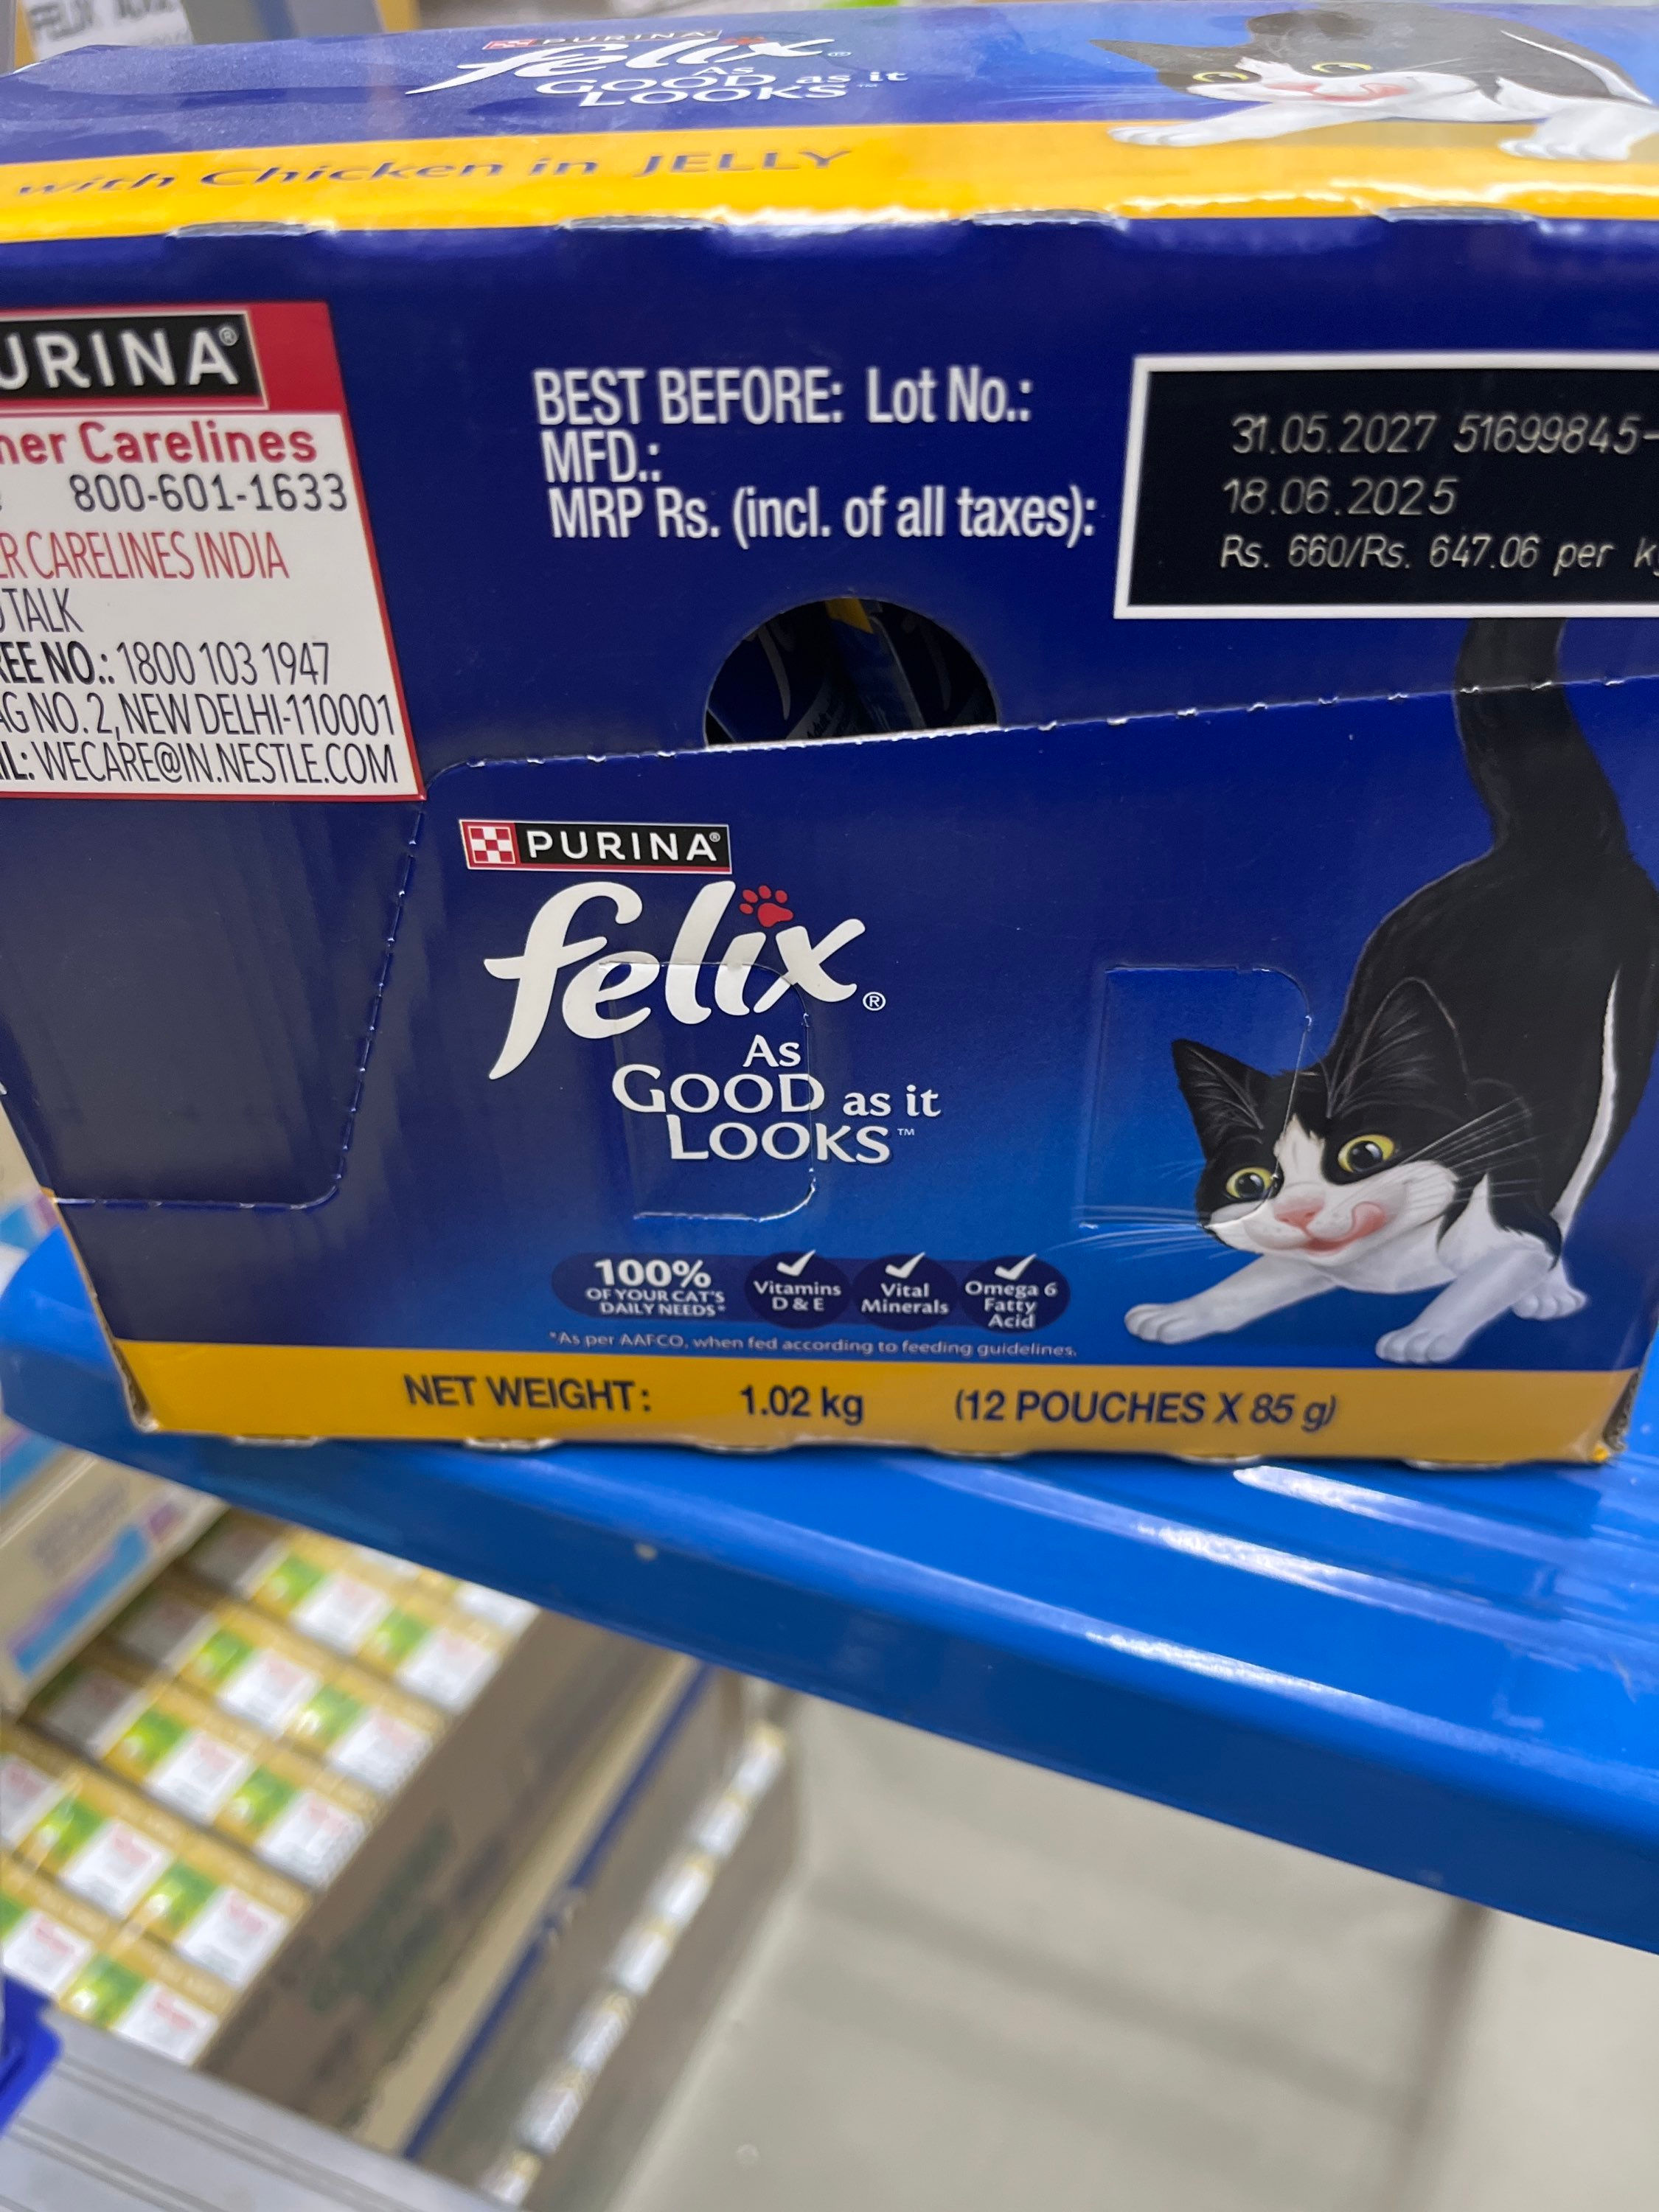 PURINA
felix®
As
GOOD as it
LOOKS™
with Chicken in JELLY
URINA®
ner Carelines
800-601-1633
ER CARELINES INDIA
TALK
REE NO.: 1800 103 1947
AG NO. 2, NEW DELHI-110001
IL: WECARE@IN.NESTLE.COM
BEST BEFORE: Lot No.:
MFD.:
MRP Rs. (incl. of all taxes):
31.05.2027 51699845-
18.06.2025
Rs. 660/Rs. 647.06 per k
PURINA®
felix®
As
GOOD as it
LOOKS™
100%
OF YOUR CAT'S
DAILY NEEDS*
Vitamins
D & E
Vital
Minerals
Omega 6
Fatty
Acid
*As per AAFCO, when fed according to feeding guidelines.
NET WEIGHT: 1.02 kg (12 POUCHES X 85 g)